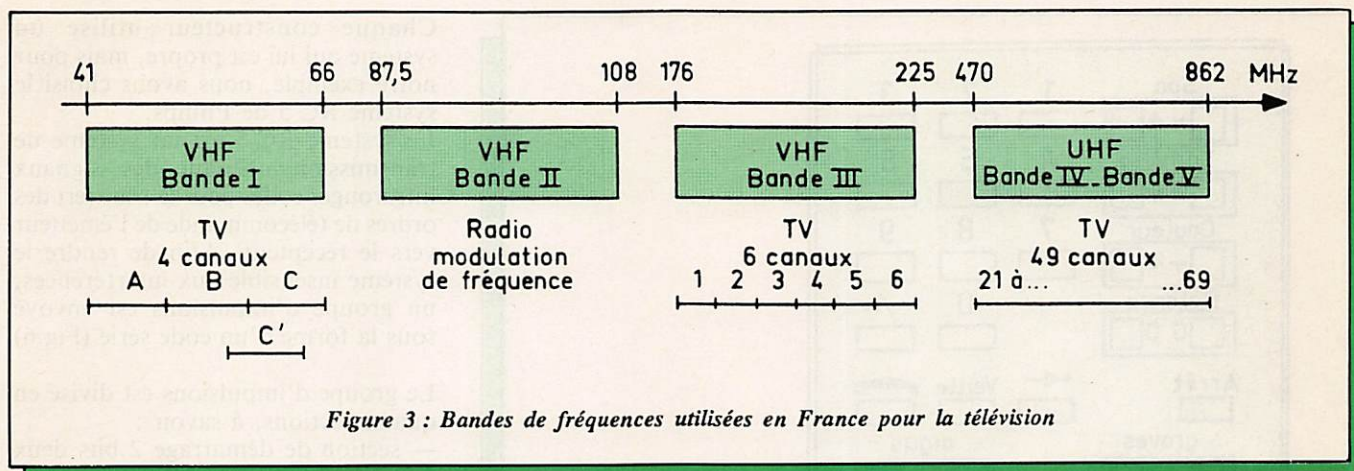 41 66 87,5 108 176 225 470 862 MHz
VHF
Bande I
VHF
Bande II
VHF
Bande III
UHF
Bande IV_Bande V
TV
4 canaux
A B C
C'
Radio
modulation
de fréquence
TV
6 canaux
1 2 3 4 5 6
TV
49 canaux
21 à... ...69
Figure 3 : Bandes de fréquences utilisées en France pour la télévision